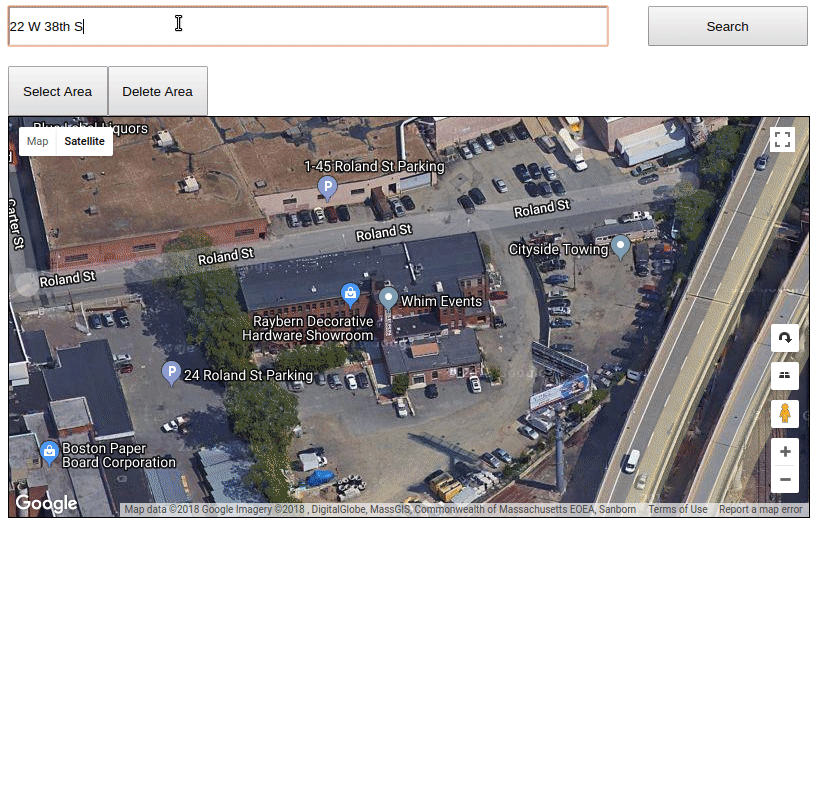 22 W 38th S
Search
Select Area
Delete Area
Blue Label Liquors
Map
Satellite
1-45 Roland St Parking
Roland St
Carter St
Roland St
Cityside Towing
Roland St
Roland St
Whim Events
Raybern Decorative
Hardware Showroom
24 Roland St Parking
Boston Paper
Board Corporation
Google
Map data ©2018 Google Imagery ©2018 , DigitalGlobe, MassGIS, Commonwealth of Massachusetts EOEA, Sanborn
Terms of Use
Report a map error